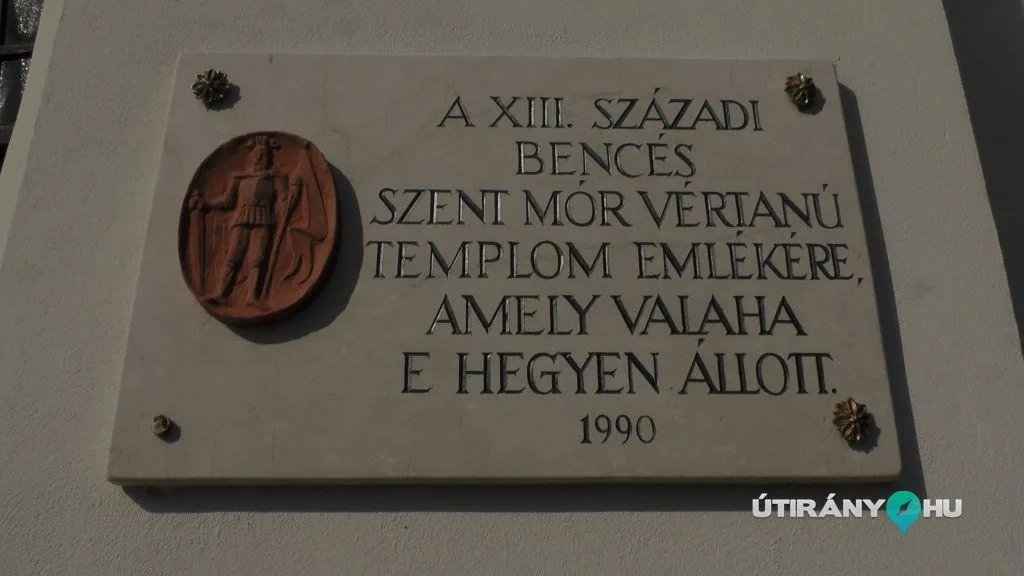 A XIII. SZÁZADI
BENCÉS
SZENT MÓR VÉRTANÚ
TEMPLOM EMLÉKÉRE,
AMELY VALAHA
E HEGYEN ÁLLOTT.
1990
ÚTIRÁNY HU